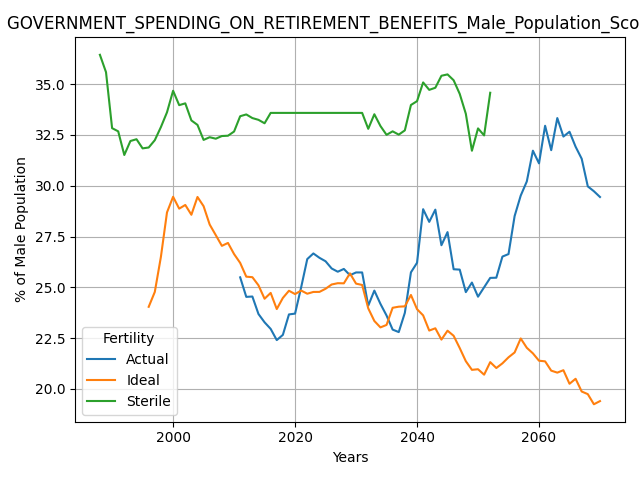 GOVERNMENT_SPENDING_ON_RETIREMENT_BENEFITS_Male_Population_Sco
% of Male Population
35.0
32.5
30.0
27.5
25.0
22.5
20.0
Fertility
Actual
Ideal
Sterile
2000
2020
2040
2060
Years